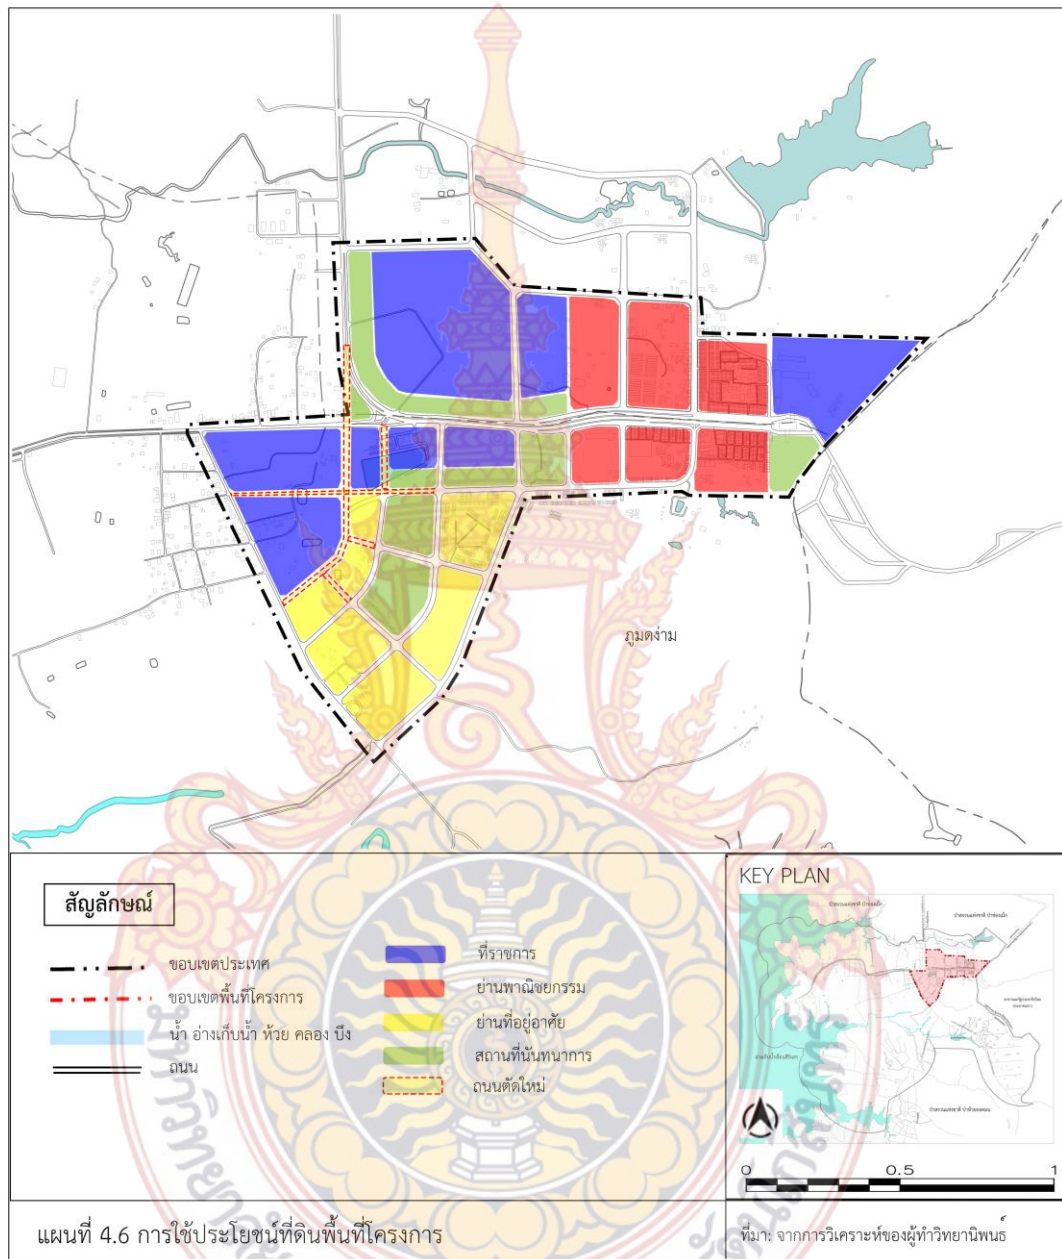 ภูมดง่าม
สัญลักษณ์
ขอบเขตประเทศ
ขอบเขตพื้นที่โครงการ
น้ำ อ่างเก็บน้ำ ห้วย คลอง บึง
ถนน
ที่ราชการ
ย่านพาณิชยกรรม
ย่านที่อยู่อาศัย
สถานที่นันทนาการ
ถนนตัดใหม่
KEY PLAN
0 0.5 1
แผนที่ 4.6 การใช้ประโยชน์ที่ดินพื้นที่โครงการ
ที่มา: จากการวิเคราะห์ของผู้ทำวิทยานิพนธ์